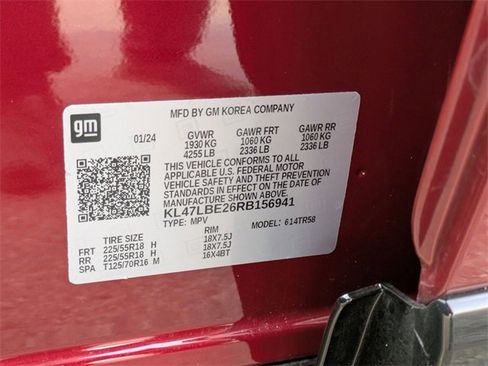 MFD BY GM KOREA COMPANY
gm
01/24 GVWR GAWR FRT GAWR RR
1930 KG 1060 KG 1060 KG
4255 LB 2336 LB 2336 LB
THIS VEHICLE CONFORMS TO ALL
APPLICABLE U.S. FEDERAL MOTOR
VEHICLE SAFETY AND THEFT PREVENTION
STANDARDS IN EFFECT ON THE DATE OF
MANUFACTURE SHOWN ABOVE.
KL47LBE26RB156941
TYPE: MPV MODEL: 614TR58
TIRE SIZE RIM
FRT 225/55R18 H 18X7.5J
RR 225/55R18 H 18X7.5J
SPA T125/70R16 M 16X4BT